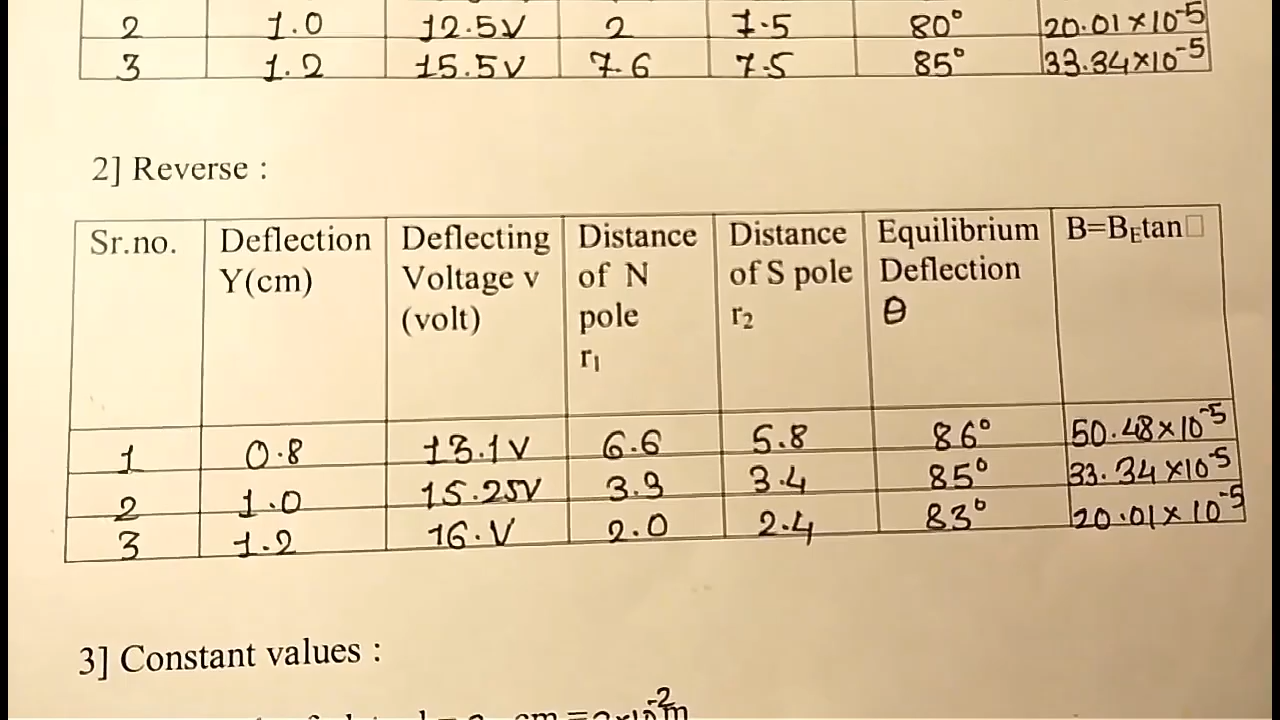 2 1.0 12.5V 2 7.5 80° 20.01×10⁻⁵
3 1.2 15.5V 7.6 7.5 85° 33.34×10⁻⁵
2] Reverse :
Sr.no. Deflection Deflecting Distance Distance Equilibrium B=BEtan□
Y(cm) Voltage v of N of S pole Deflection
(volt) pole r2 θ
r1
1 0.8 13.1V 6.6 5.8 86° 50.48×10⁻⁵
2 1.0 15.25V 3.3 3.4 85° 33.34×10⁻⁵
3 1.2 16.V 2.0 2.4 83° 20.01×10⁻⁵
3] Constant values :
cm = 2×10⁻²m